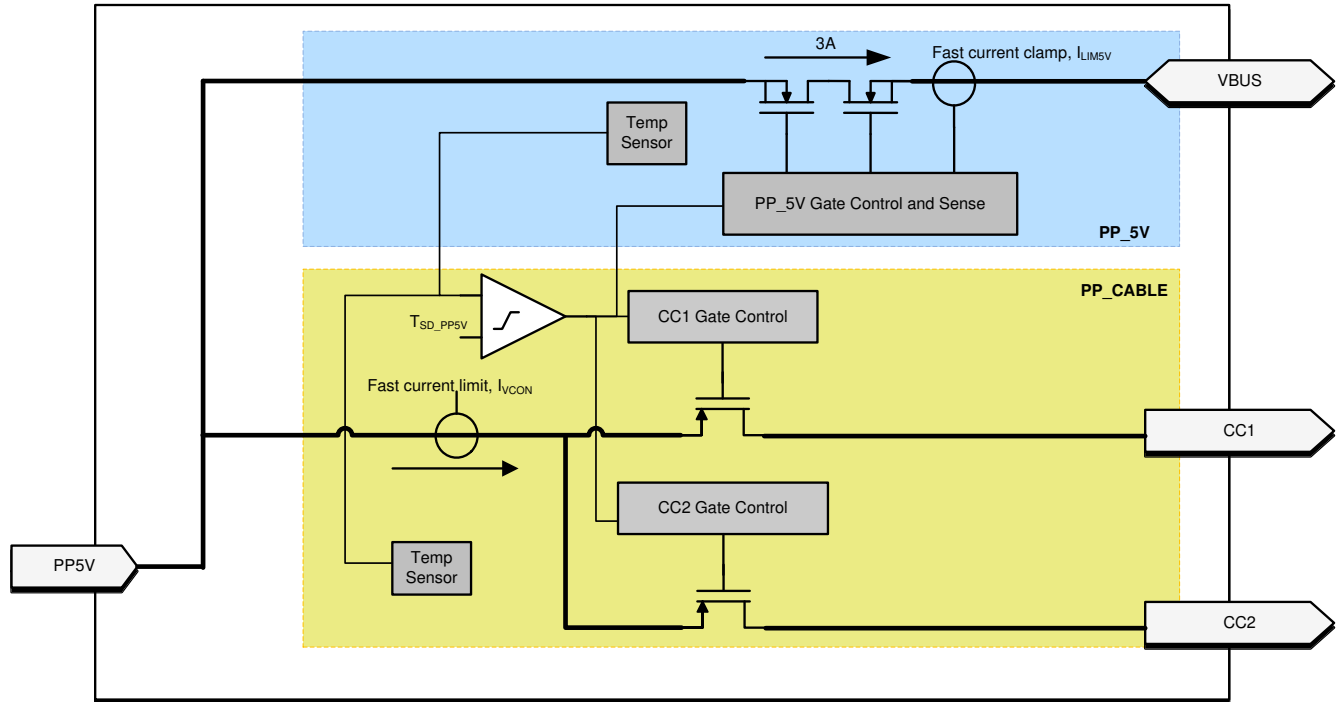 3A
Fast current clamp, ILIM5V
VBUS
Temp
Sensor
PP_5V Gate Control and Sense
PP_5V
PP_CABLE
CC1 Gate Control
TSD_PP5V
Fast current limit, IVCON
CC1
CC2 Gate Control
Temp
Sensor
PP5V
CC2